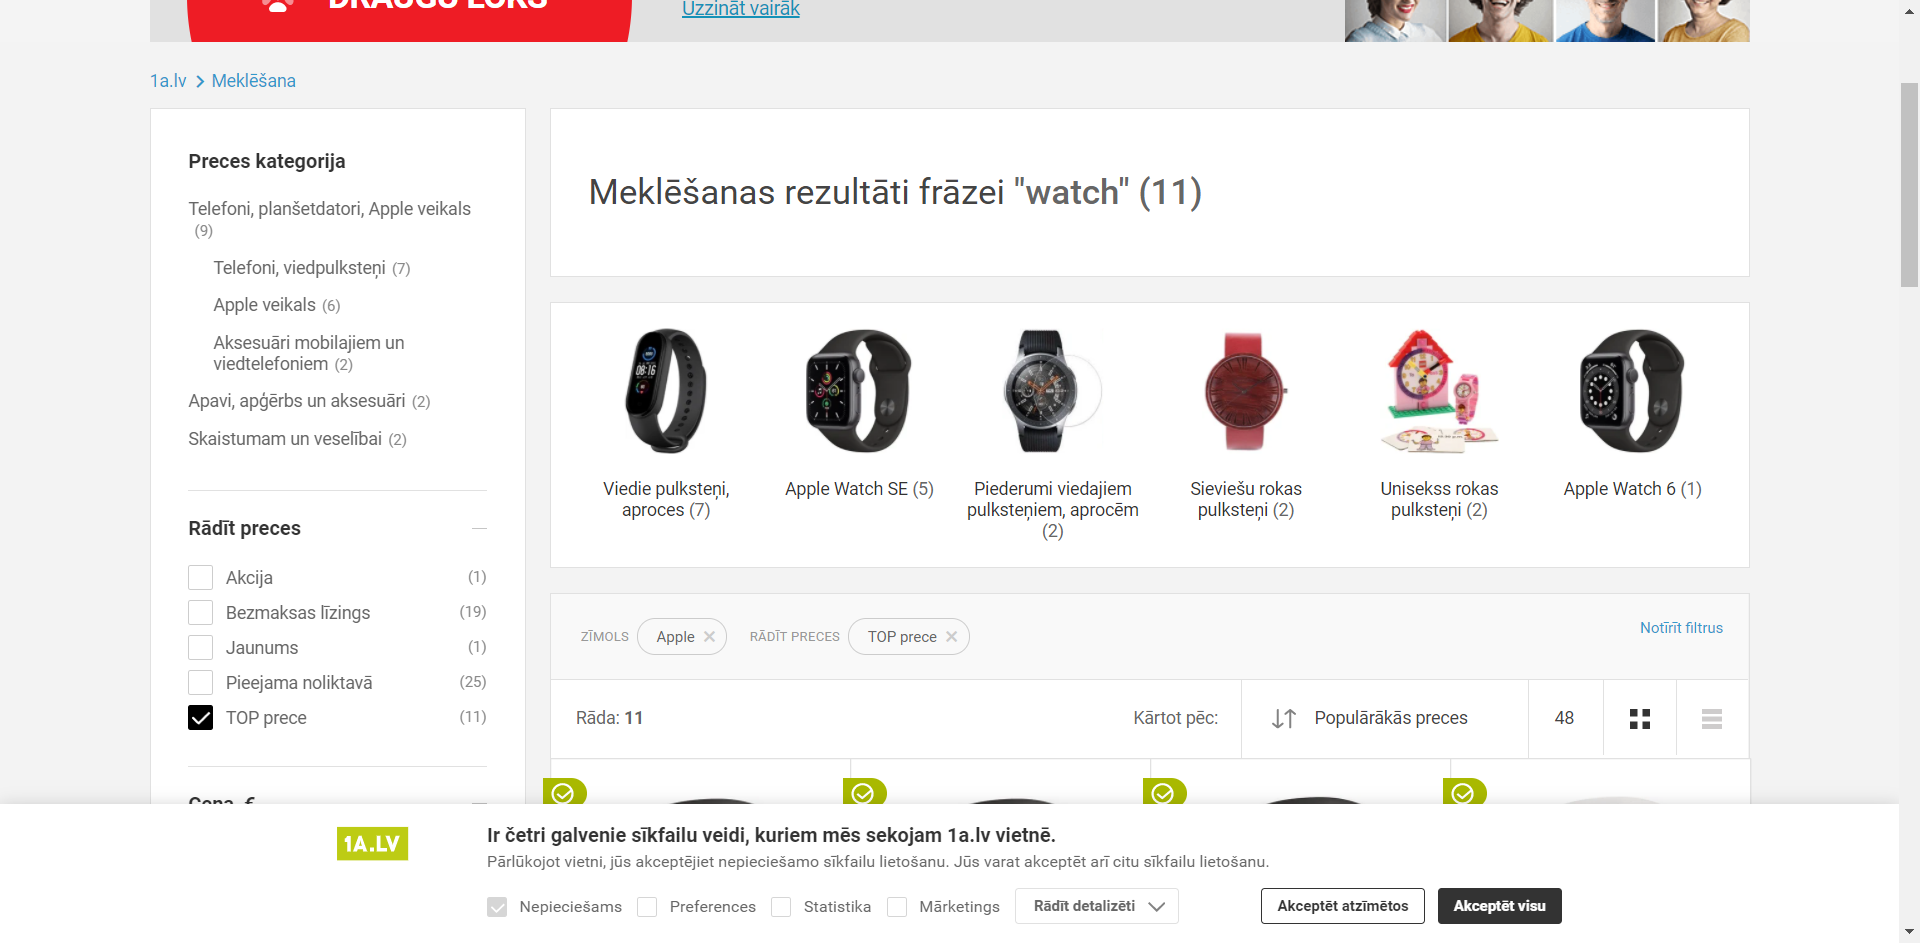 DRAUGU LOKS
Uzzināt vairāk
1a.lv > Meklēšana
Preces kategorija
Telefoni, planšetdatori, Apple veikals
(9)
Telefoni, viedpulksteņi (7)
Apple veikals (6)
Aksesuāri mobilajiem un
viedtelefoniem (2)
Apavi, apģērbs un aksesuāri (2)
Skaistumam un veselībai (2)
Rādīt preces
Akcija (1)
Bezmaksas līzings (19)
Jaunums (1)
Pieejama noliktavā (25)
TOP prece (11)
Cena, €
Meklēšanas rezultāti frāzei "watch" (11)
Viedie pulksteņi,
aproces (7)
Apple Watch SE (5)
Piederumi viedajiem
pulksteņiem, aprocēm
(2)
Sieviešu rokas
pulksteņi (2)
Unisekss rokas
pulksteņi (2)
Apple Watch 6 (1)
ZĪMOLS Apple RĀDĪT PRECES TOP prece
Notīrīt filtrus
Rāda: 11
Kārtot pēc: Populārākās preces 48
1A.LV
Ir četri galvenie sīkfailu veidi, kuriem mēs sekojam 1a.lv vietnē.
Pārlūkojot vietni, jūs akceptējiet nepieciešamo sīkfailu lietošanu. Jūs varat akceptēt arī citu sīkfailu lietošanu.
Nepieciešams Preferences Statistika Mārketings Rādīt detalizēti Akceptēt atzīmētos Akceptēt visu